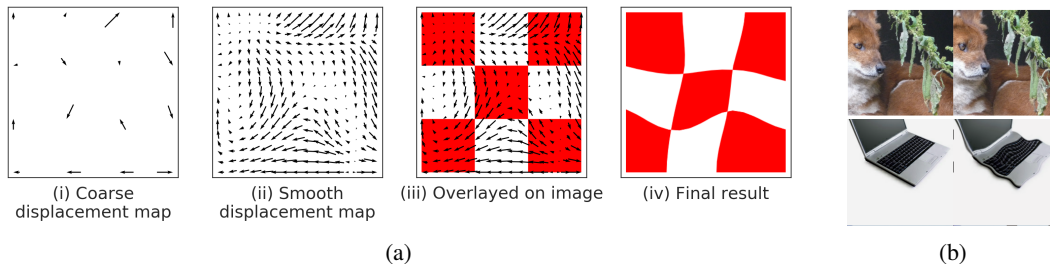 (i) Coarse
displacement map
(ii) Smooth
displacement map
(iii) Overlayed on image
(iv) Final result
(a)
(b)